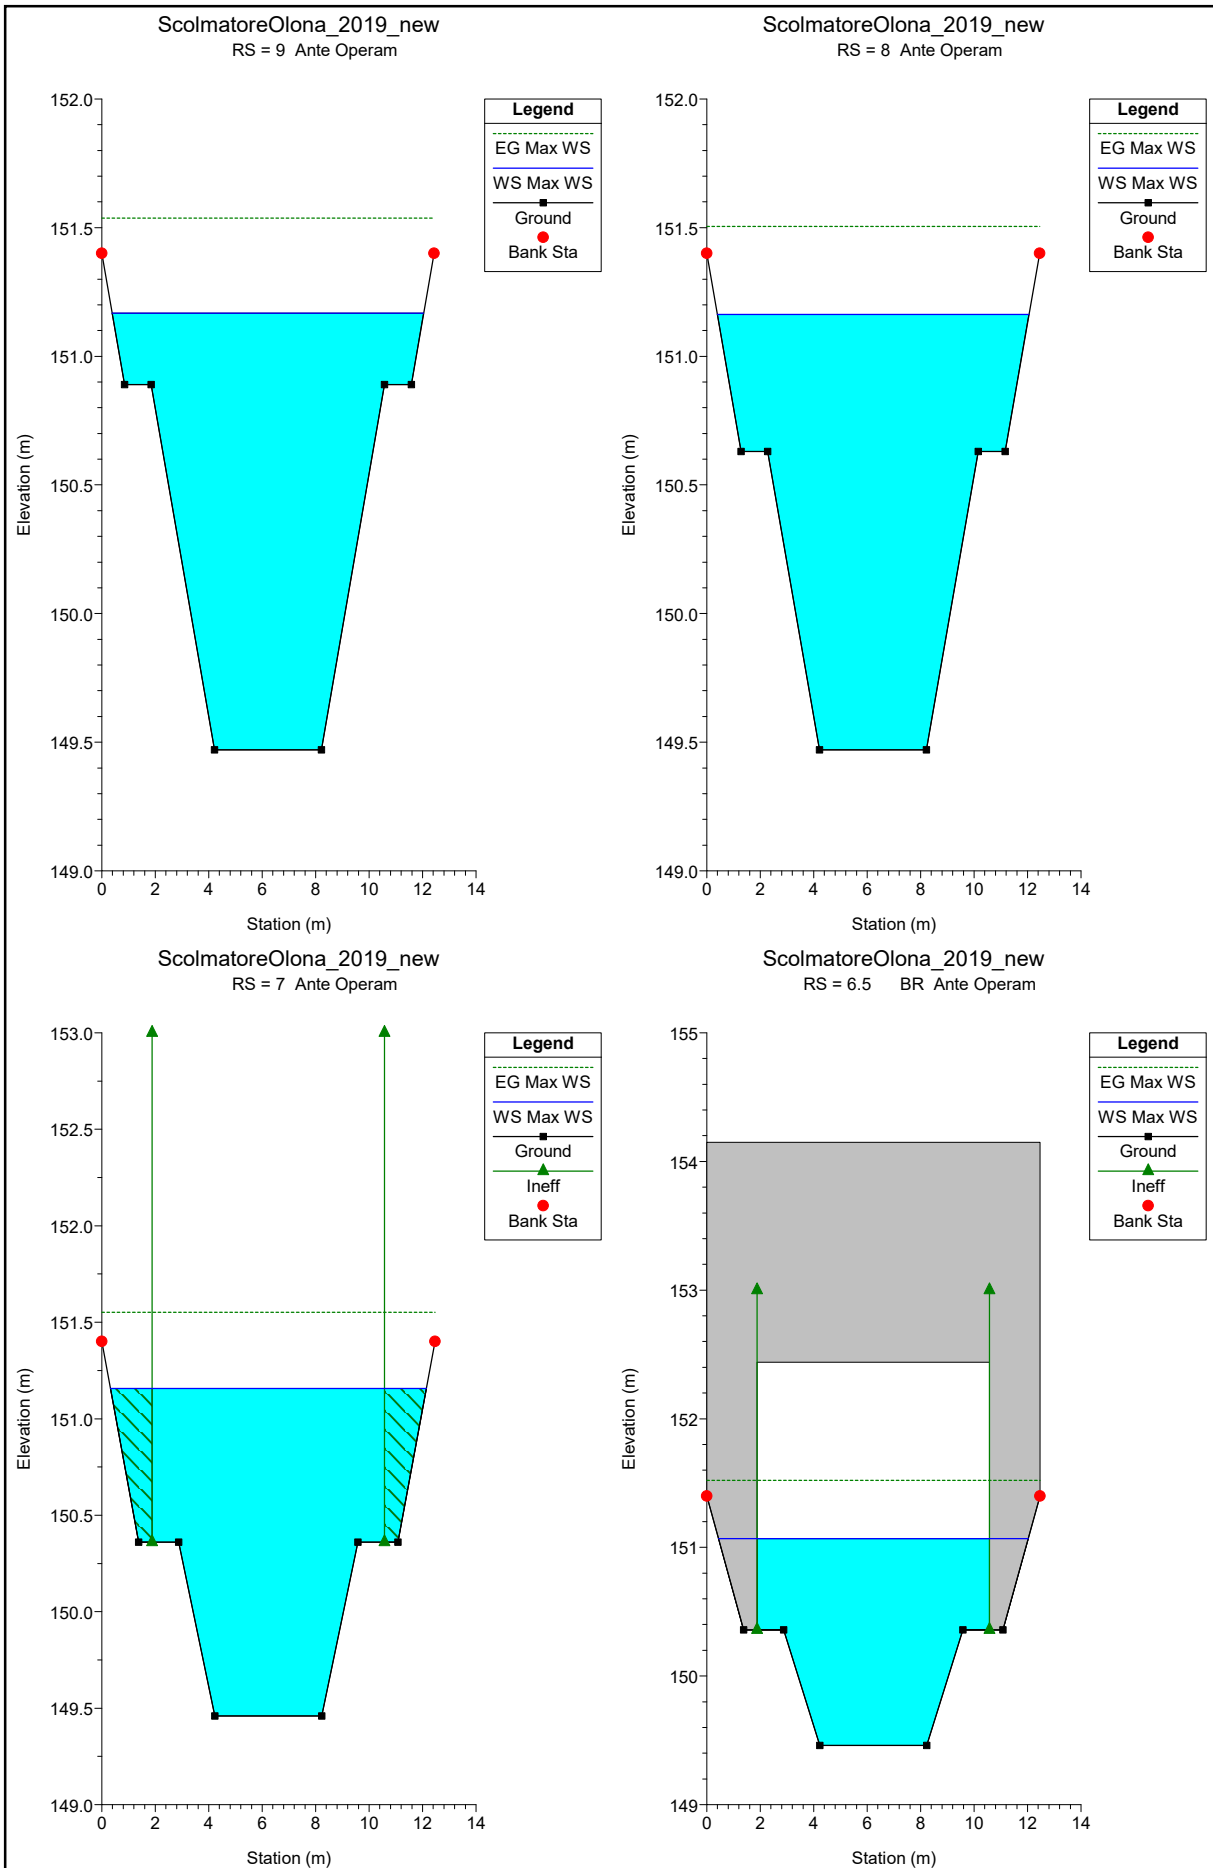 ScolmatoreOlona_2019_new
RS = 9 Ante Operam
152.0
151.5
151.0
150.5
150.0
149.5
149.0
Elevation (m)
0 2 4 6 8 10 12 14
Station (m)
Legend
EG Max WS
WS Max WS
Ground
Bank Sta
ScolmatoreOlona_2019_new
RS = 8 Ante Operam
152.0
151.5
151.0
150.5
150.0
149.5
149.0
Elevation (m)
0 2 4 6 8 10 12 14
Station (m)
Legend
EG Max WS
WS Max WS
Ground
Bank Sta
ScolmatoreOlona_2019_new
RS = 7 Ante Operam
153.0
152.5
152.0
151.5
151.0
150.5
150.0
149.5
149.0
Elevation (m)
0 2 4 6 8 10 12 14
Station (m)
Legend
EG Max WS
WS Max WS
Ground
Ineff
Bank Sta
ScolmatoreOlona_2019_new
RS = 6.5 BR Ante Operam
155
154
153
152
151
150
149
Elevation (m)
0 2 4 6 8 10 12 14
Station (m)
Legend
EG Max WS
WS Max WS
Ground
Ineff
Bank Sta